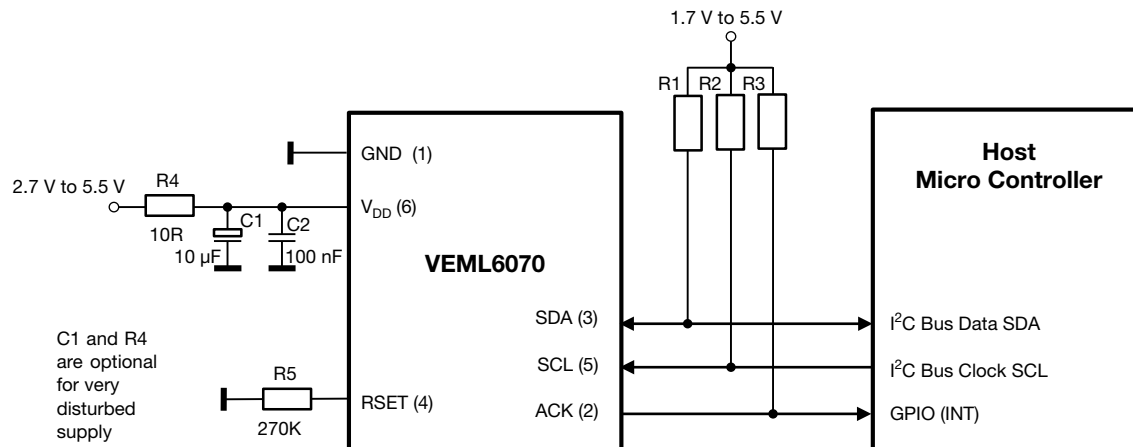 1.7 V to 5.5 V
R1 R2 R3
GND (1)
Host
Micro Controller
2.7 V to 5.5 V
R4
V_DD (6)
C1
C2
10R
10 µF
100 nF
VEML6070
SDA (3)
I²C Bus Data SDA
C1 and R4
are optional
for very
disturbed
supply
SCL (5)
I²C Bus Clock SCL
R5
RSET (4)
270K
ACK (2)
GPIO (INT)